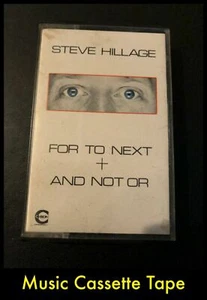 STEVE HILLAGE
FOR TO NEXT
+
AND NOT OR
Music Cassette Tape